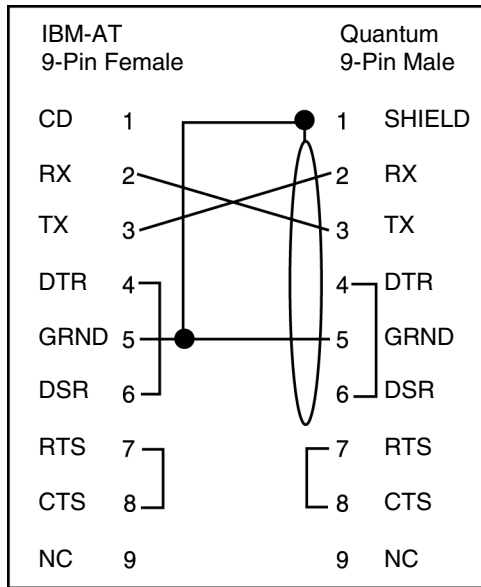 IBM-AT Quantum
9-Pin Female 9-Pin Male
CD 1 1 SHIELD
RX 2 2 RX
TX 3 3 TX
DTR 4 4 DTR
GRND 5 5 GRND
DSR 6 6 DSR
RTS 7 7 RTS
CTS 8 8 CTS
NC 9 9 NC